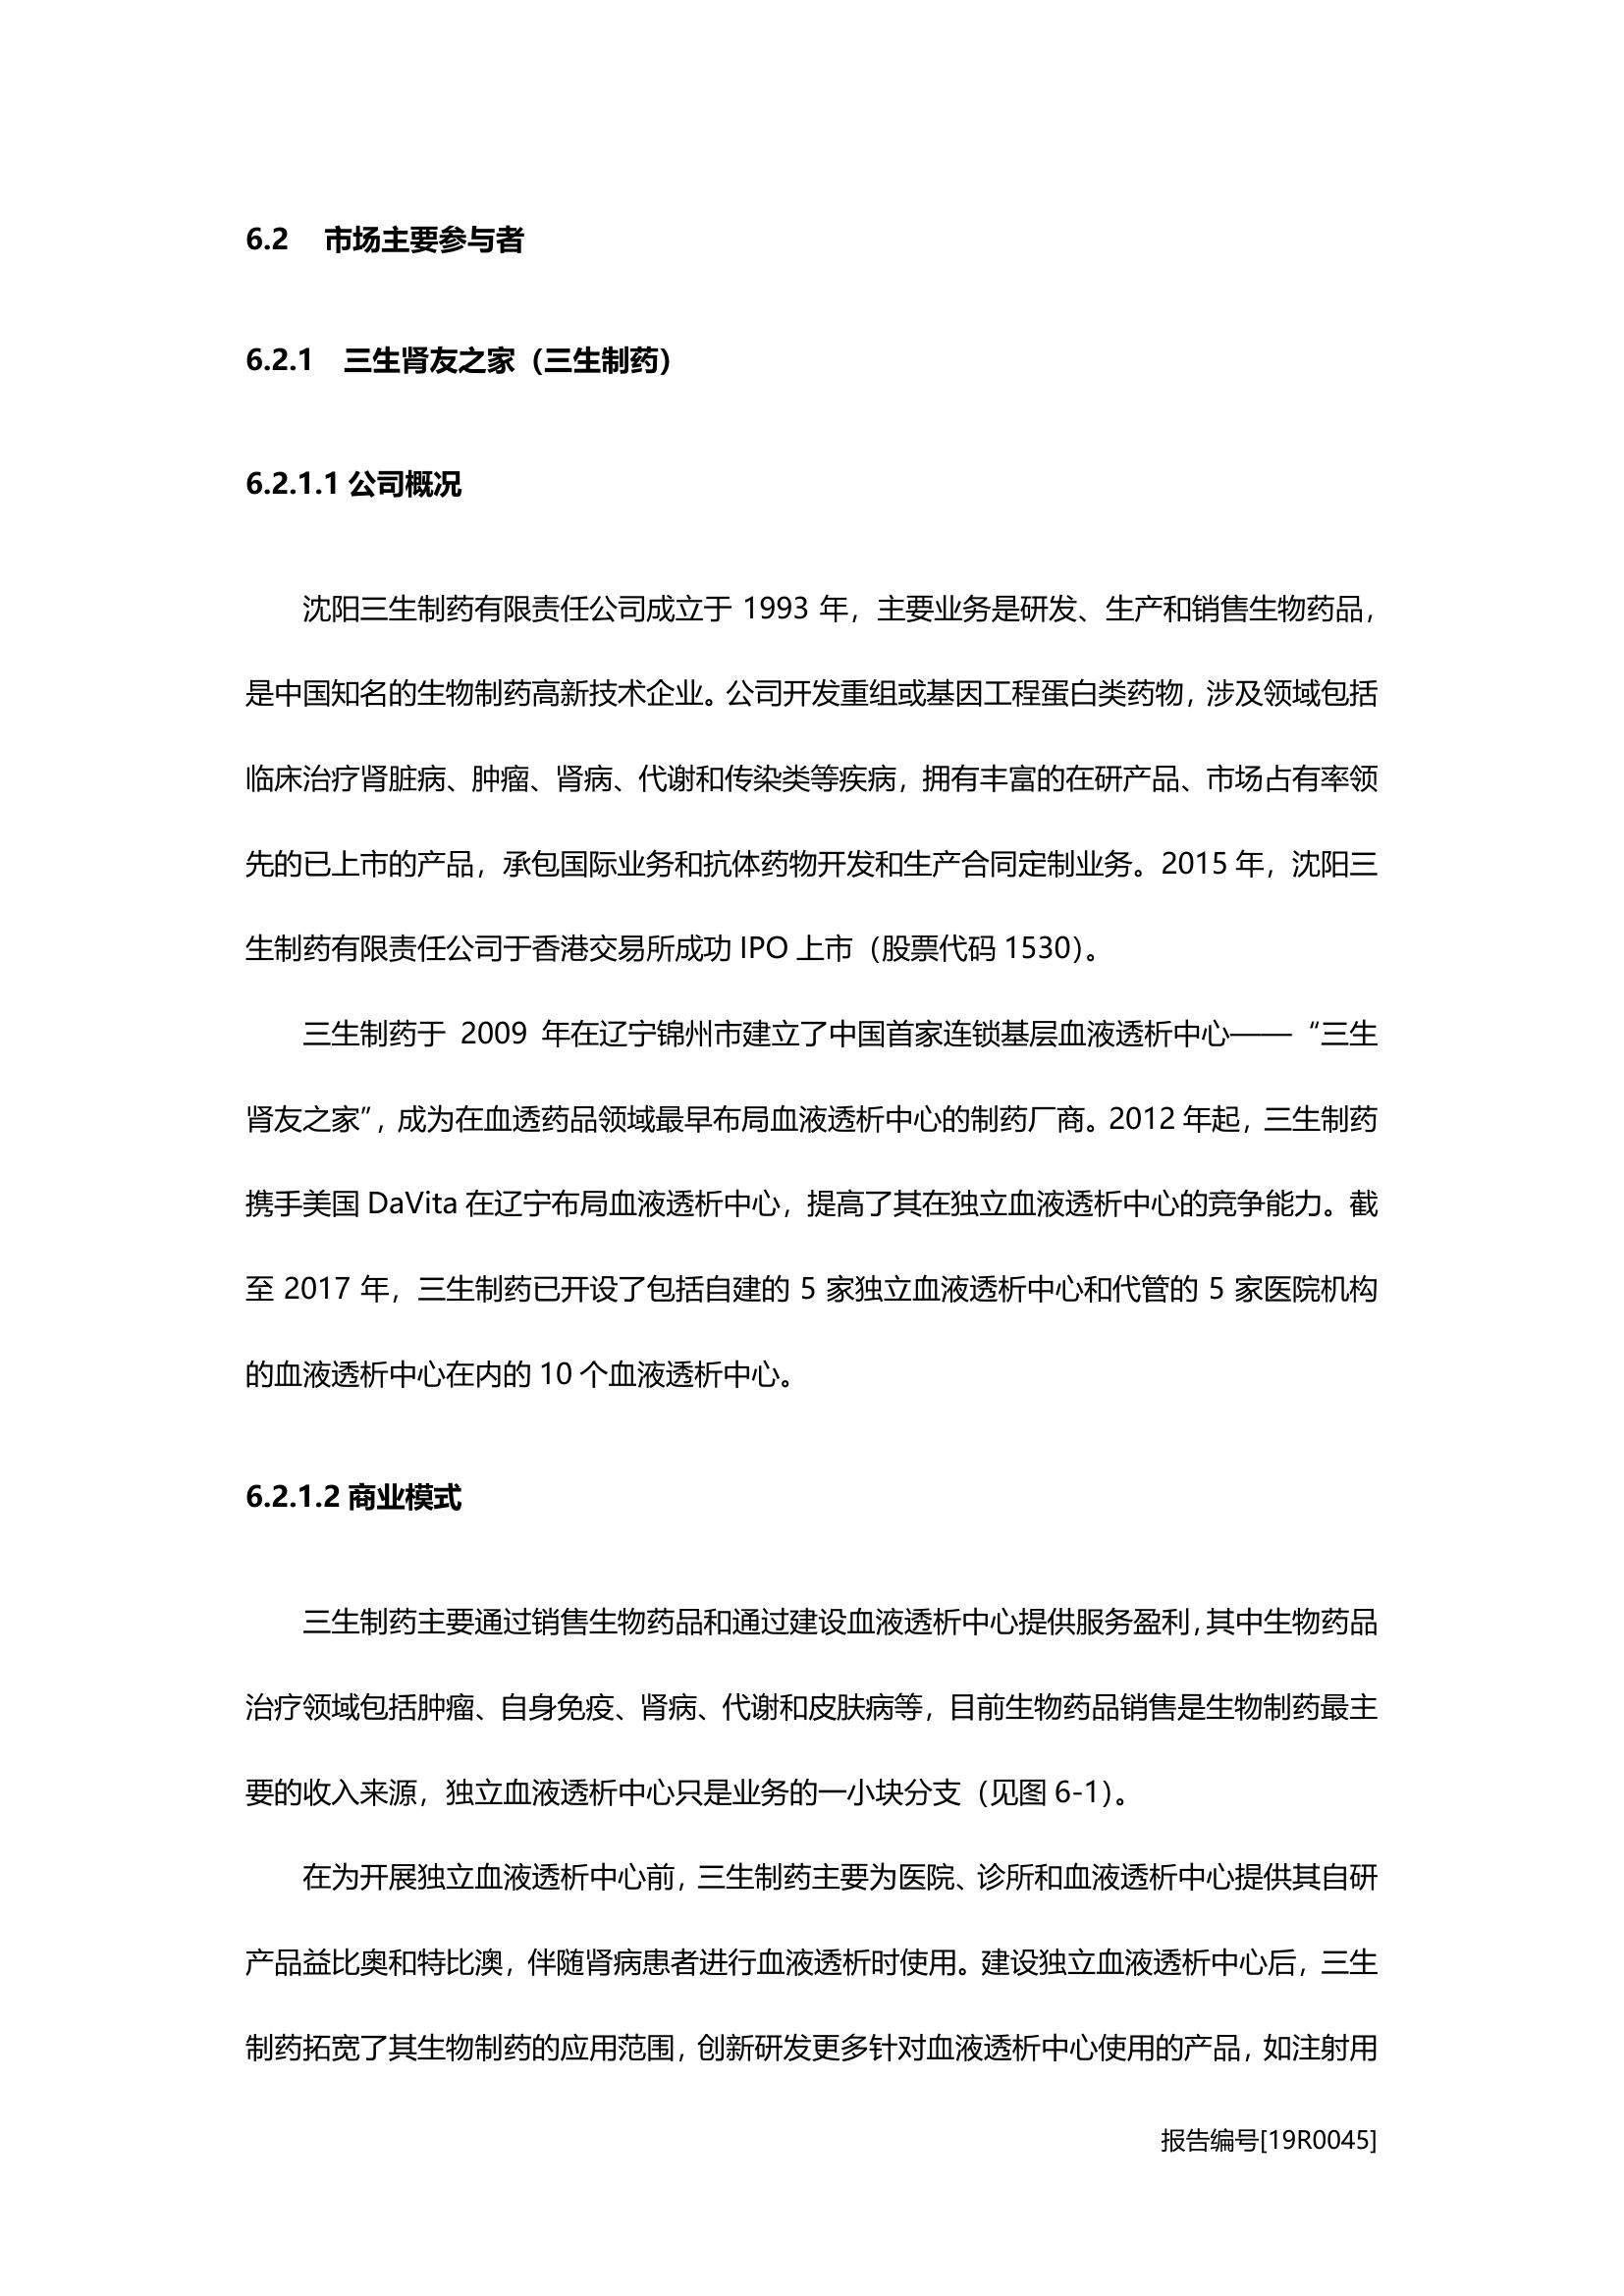 6.2 市场主要参与者
6.2.1 三生肾友之家（三生制药）
6.2.1.1 公司概况
沈阳三生制药有限责任公司成立于 1993 年，主要业务是研发、生产和销售生物药品，
是中国知名的生物制药高新技术企业。公司开发重组或基因工程蛋白类药物，涉及领域包括
临床治疗肾脏病、肿瘤、肾病、代谢和传染类等疾病，拥有丰富的在研产品、市场占有率领
先的已上市的产品，承包国际业务和抗体药物开发和生产合同定制业务。2015 年，沈阳三
生制药有限责任公司于香港交易所成功 IPO 上市（股票代码 1530）。
三生制药于 2009 年在辽宁锦州市建立了中国首家连锁基层血液透析中心——“三生
肾友之家”，成为在血透药品领域最早布局血液透析中心的制药厂商。2012 年起，三生制药
携手美国 DaVita 在辽宁布局血液透析中心，提高了其在独立血液透析中心的竞争能力。截
至 2017 年，三生制药已开设了包括自建的 5 家独立血液透析中心和代管的 5 家医院机构
的血液透析中心在内的 10 个血液透析中心。
6.2.1.2 商业模式
三生制药主要通过销售生物药品和通过建设血液透析中心提供服务盈利，其中生物药品
治疗领域包括肿瘤、自身免疫、肾病、代谢和皮肤病等，目前生物药品销售是生物制药最主
要的收入来源，独立血液透析中心只是业务的一小块分支（见图 6-1）。
在为开展独立血液透析中心前，三生制药主要为医院、诊所和血液透析中心提供其自研
产品益比奥和特比澳，伴随肾病患者进行血液透析时使用。建设独立血液透析中心后，三生
制药拓宽了其生物制药的应用范围，创新研发更多针对血液透析中心使用的产品，如注射用
报告编号[19R0045]